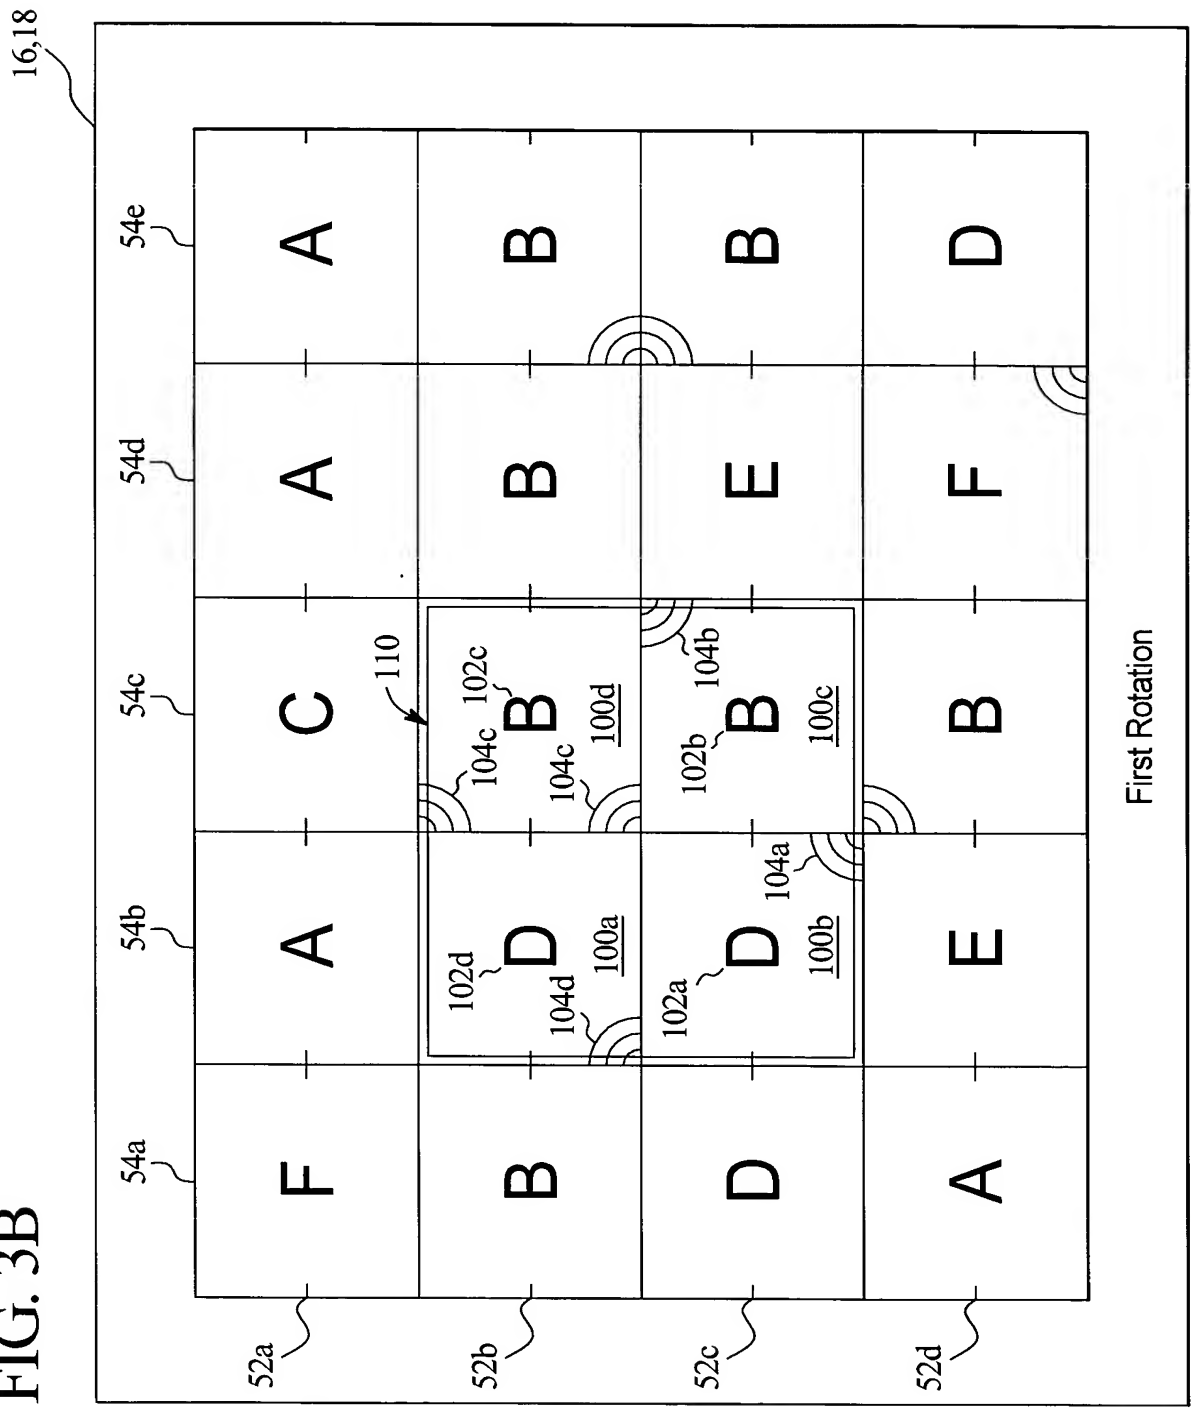 FIG. 3B
16,18
54a 54b 54c 54d 54e
52a F A C A A
110
102d 104c 102c
52b B D B B B
104d 104c
100a 100d
102a 102b 104b
52c D D B E B
104a
100b 100c
52d A E B F D
First Rotation